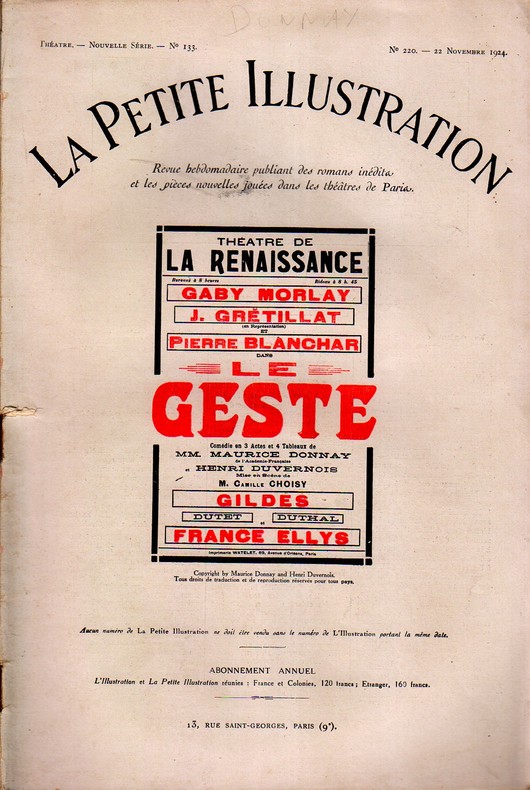 DONNAY
THÉATRE. — NOUVELLE SÉRIE. — Nº 133.
Nº 220. — 22 NOVEMBRE 1924.
LA PETITE ILLUSTRATION
Revue hebdomadaire publiant des romans inédits
et les pièces nouvelles jouées dans les théâtres de Paris.
THEATRE DE
LA RENAISSANCE
Rideau à 8 h. 45
GABY MORLAY
J. GRÉTILLAT
(en Représentation)
ET
PIERRE BLANCHAR
DANS
LE
GESTE
Comédie en 3 Actes et 4 Tableaux de
MM. MAURICE DONNAY
de l'Académie Française
et HENRI DUVERNOIS
Mise en Scène de
M. CAMILLE CHOISY
GILDÈS
DUTET et DUTHAL
FRANCE ELLYS
Imprimerie WATELET, 69, Avenue d'Orléans, Paris
Copyright by Maurice Donnay and Henri Duvernois.
Tous droits de traduction et de reproduction réservés pour tous pays.
Aucun numéro de La Petite Illustration ne doit être vendu sans le numéro de L'Illustration portant la même date.
ABONNEMENT ANNUEL
L'Illustration et La Petite Illustration réunies : France et Colonies, 120 francs ; Etranger, 160 francs.
13, RUE SAINT-GEORGES, PARIS (9e).